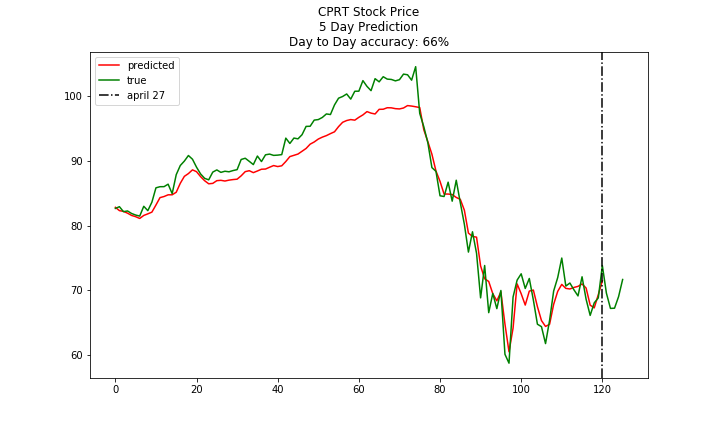 CPRT Stock Price
5 Day Prediction
Day to Day accuracy: 66%
predicted
true
april 27
100
90
80
70
60
0 20 40 60 80 100 120